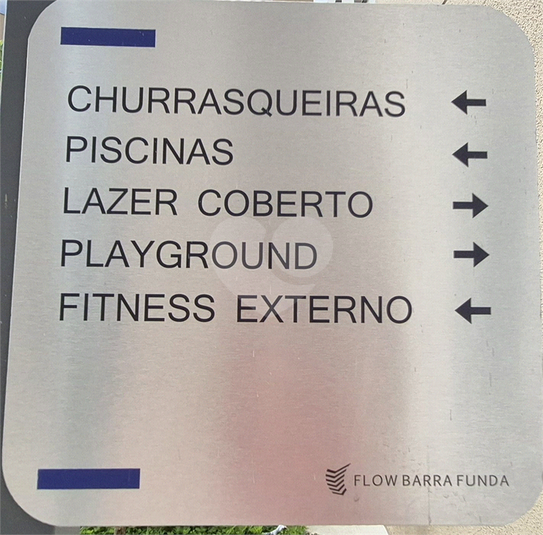 CHURRASQUEIRAS ←
PISCINAS ←
LAZER COBERTO →
PLAYGROUND →
FITNESS EXTERNO ←
FLOW BARRA FUNDA